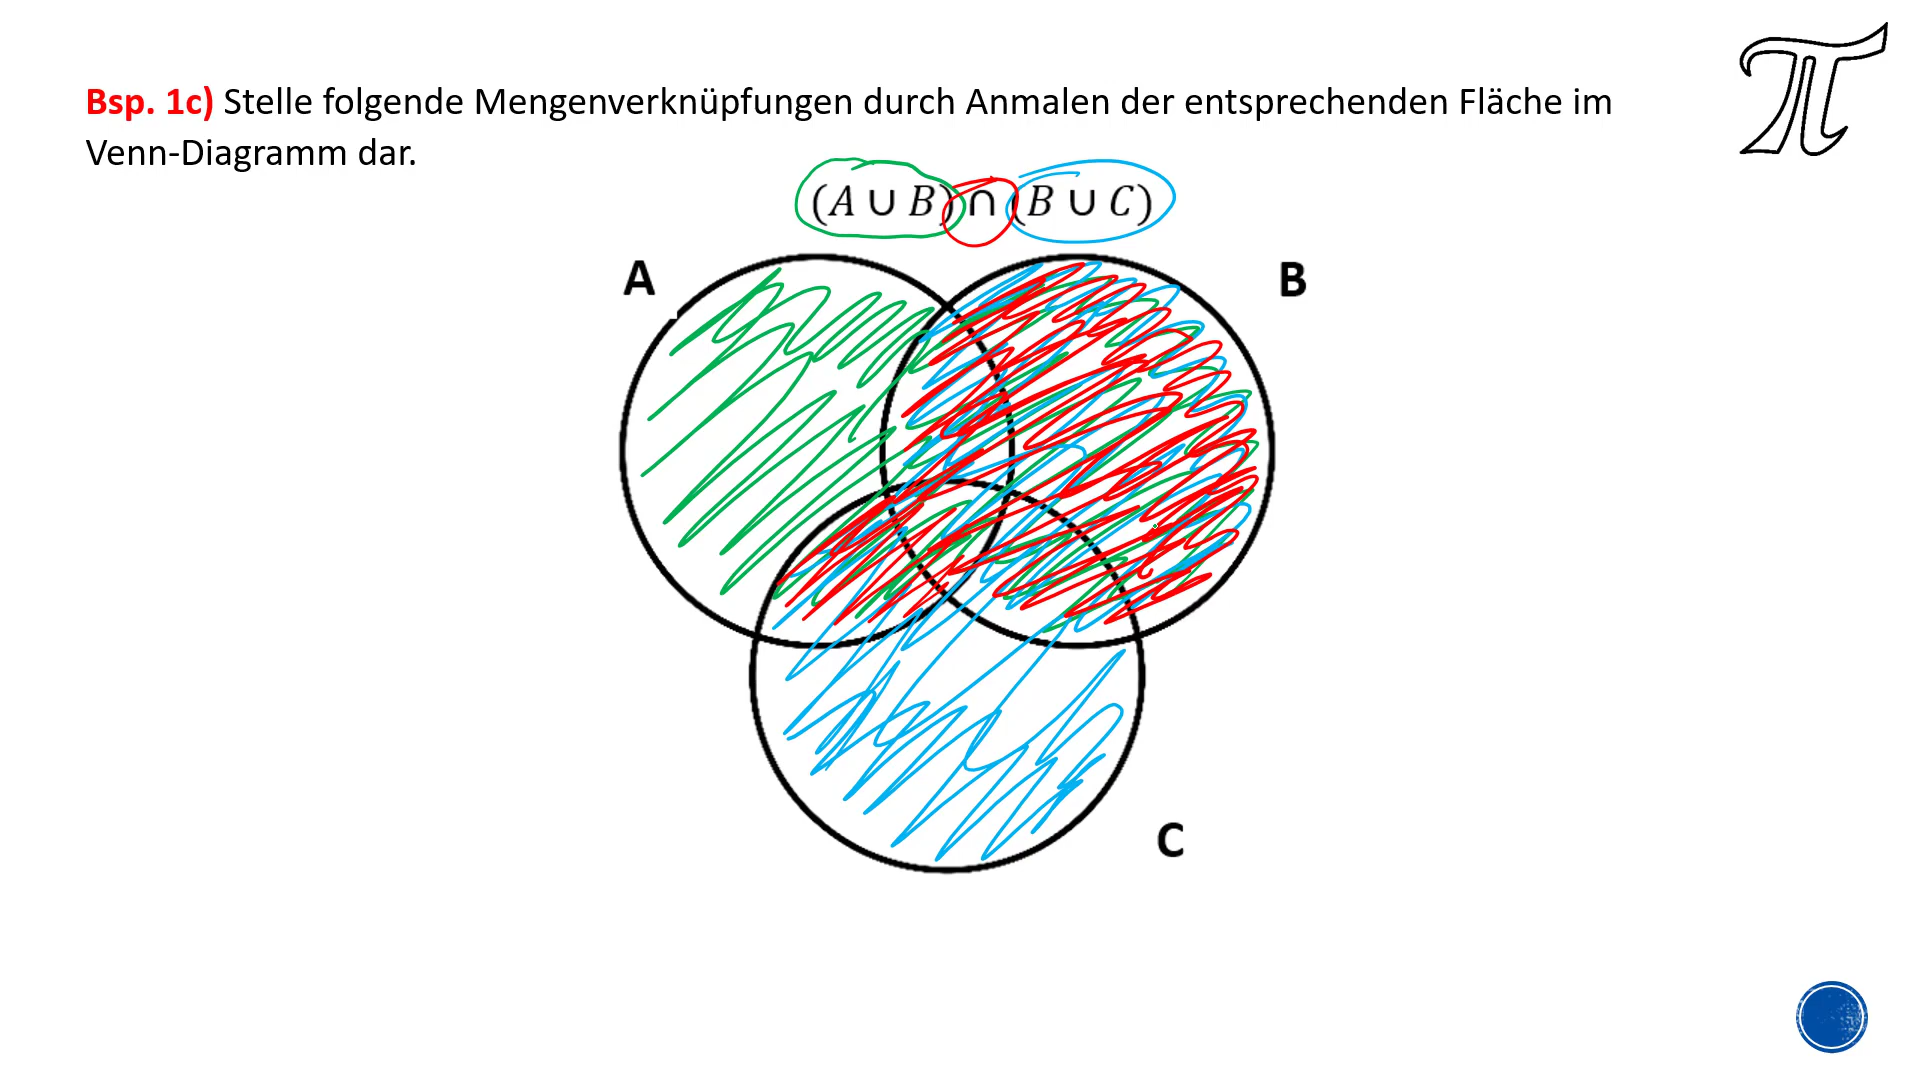 Bsp. 1c) Stelle folgende Mengenverknüpfungen durch Anmalen der entsprechenden Fläche im
Venn-Diagramm dar.
(A ∪ B) ∩ (B ∪ C)
A
B
C
π